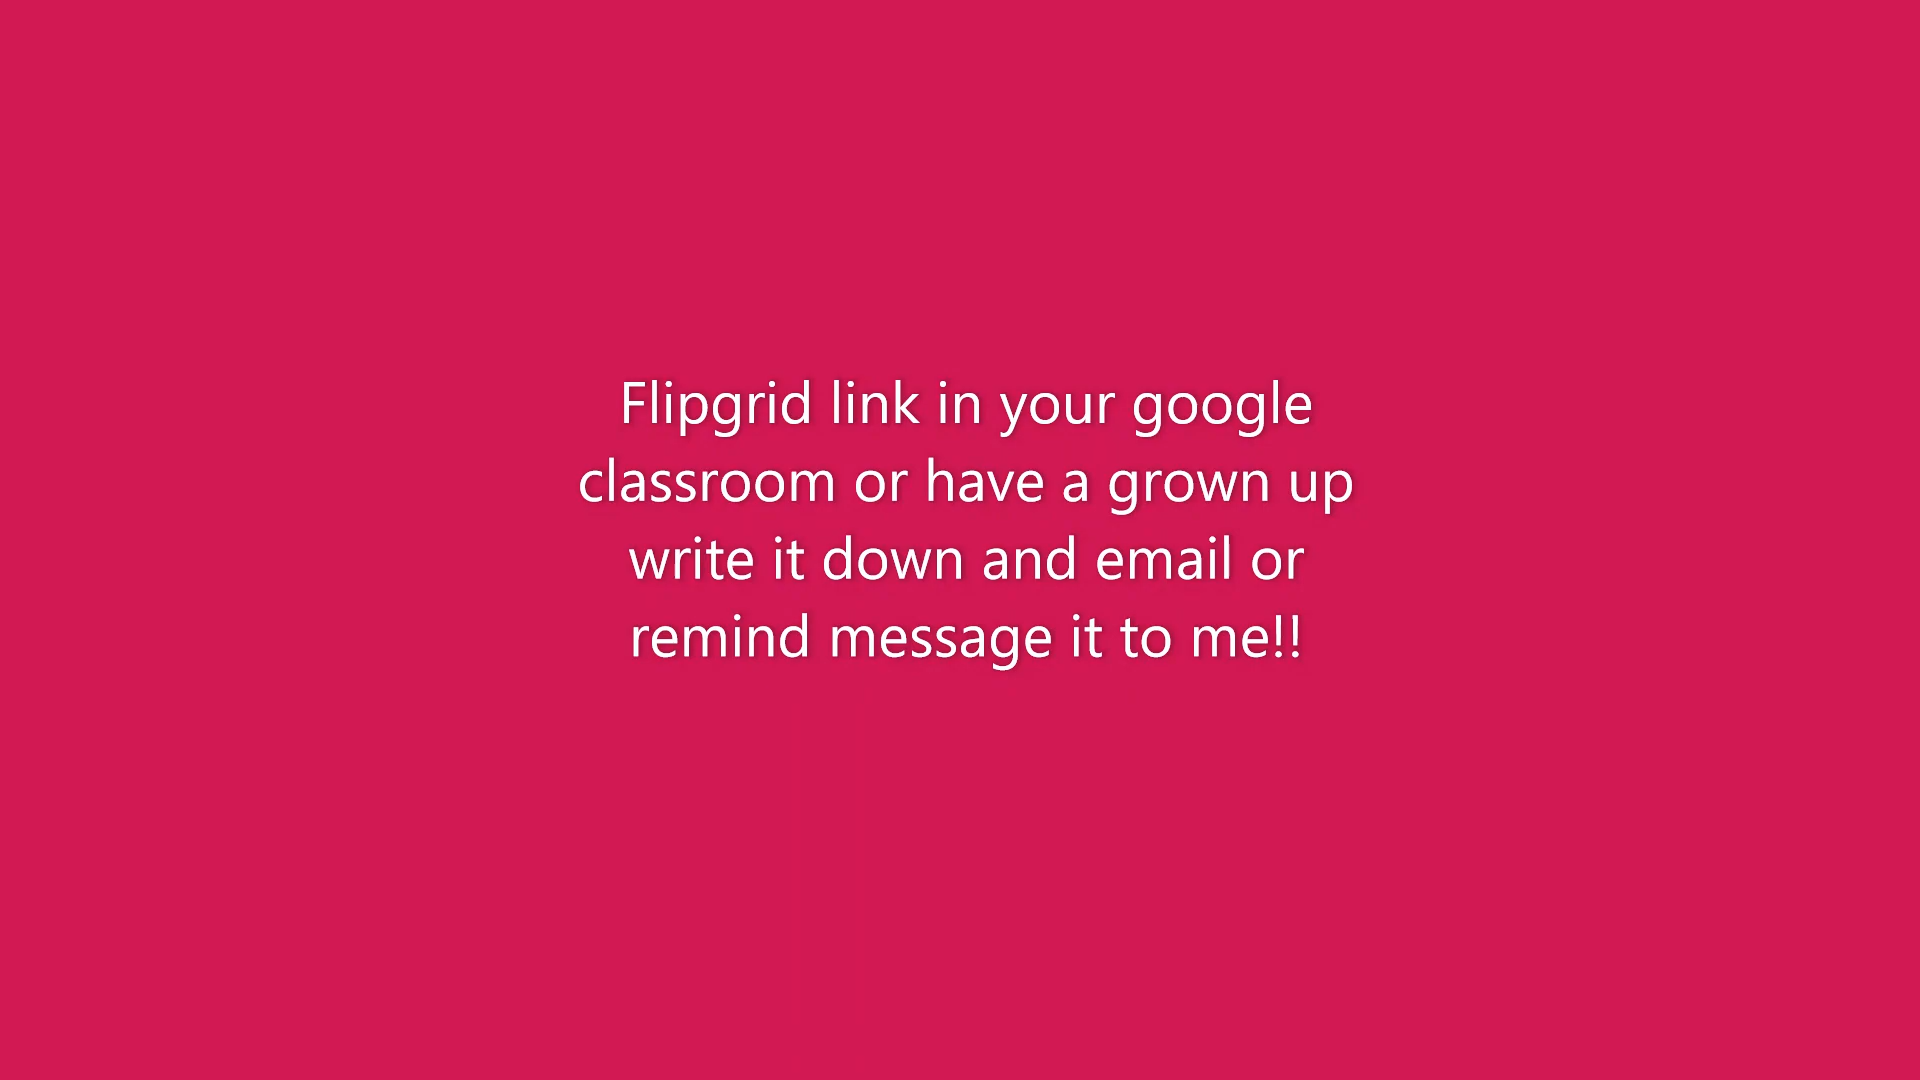 Flipgrid link in your google
classroom or have a grown up
write it down and email or
remind message it to me!!